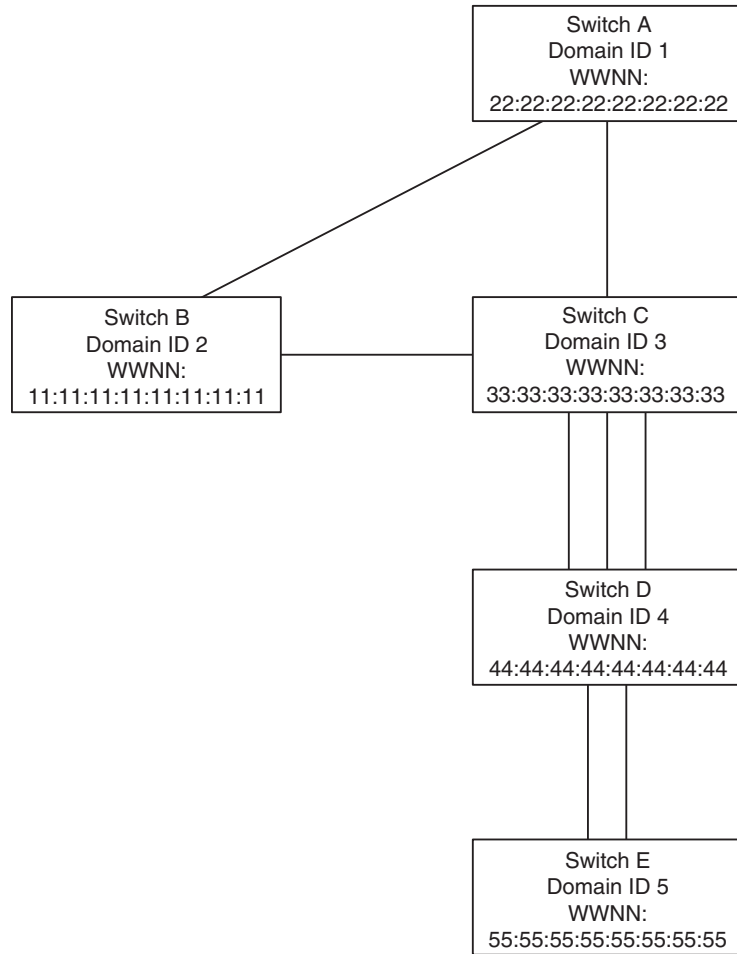 Switch A
Domain ID 1
WWNN:
22:22:22:22:22:22:22:22
Switch B
Domain ID 2
WWNN:
11:11:11:11:11:11:11:11
Switch C
Domain ID 3
WWNN:
33:33:33:33:33:33:33:33
Switch D
Domain ID 4
WWNN:
44:44:44:44:44:44:44:44
Switch E
Domain ID 5
WWNN:
55:55:55:55:55:55:55:55